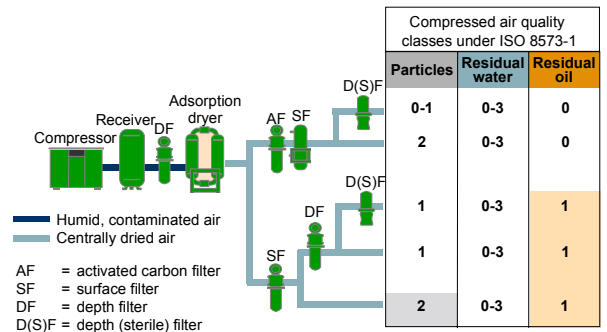 Compressed air quality
classes under ISO 8573-1
Particles Residual water Residual oil
D(S)F
0-1 0-3 0
Adsorption
dryer
Receiver
DF
AF
SF
2 0-3 0
Compressor
D(S)F
1 0-3 1
DF
Humid, contaminated air
Centrally dried air
1 0-3 1
SF
AF = activated carbon filter
SF = surface filter
DF = depth filter
D(S)F = depth (sterile) filter
2 0-3 1